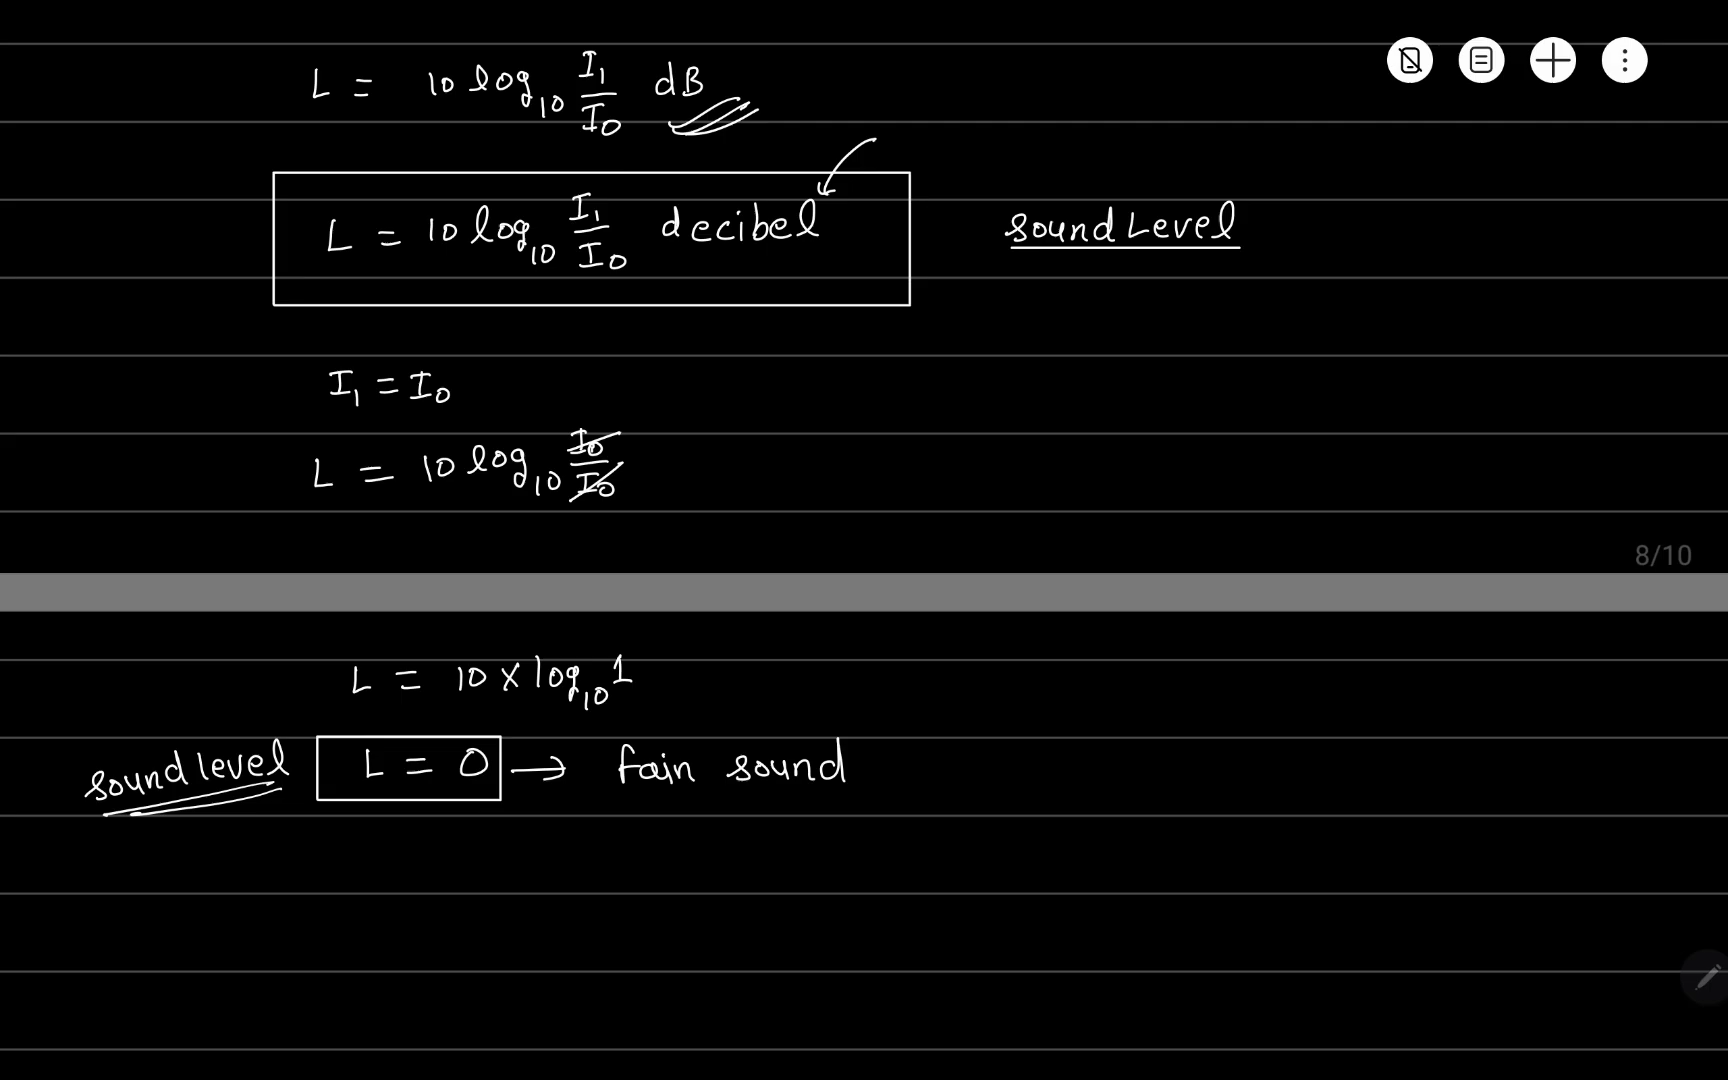 L = 10 log₁₀ I₁/I₀ dB
L = 10 log₁₀ I₁/I₀ decibel
sound Level
I₁ = I₀
L = 10 log₁₀ I₀/I₀
8/10
L = 10 x log₁₀ 1
sound level L = 0 → fain sound